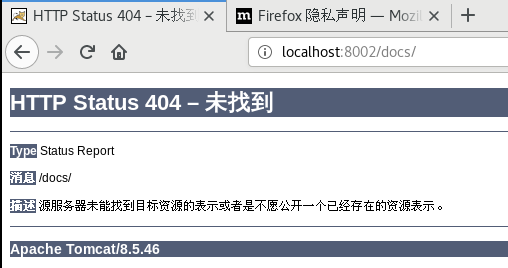 HTTP Status 404 – 未找到
Firefox 隐私声明 — Mozil
localhost:8002/docs/
HTTP Status 404 – 未找到
Type Status Report
消息 /docs/
描述 源服务器未能找到目标资源的表示或者是不愿公开一个已经存在的资源表示。
Apache Tomcat/8.5.46